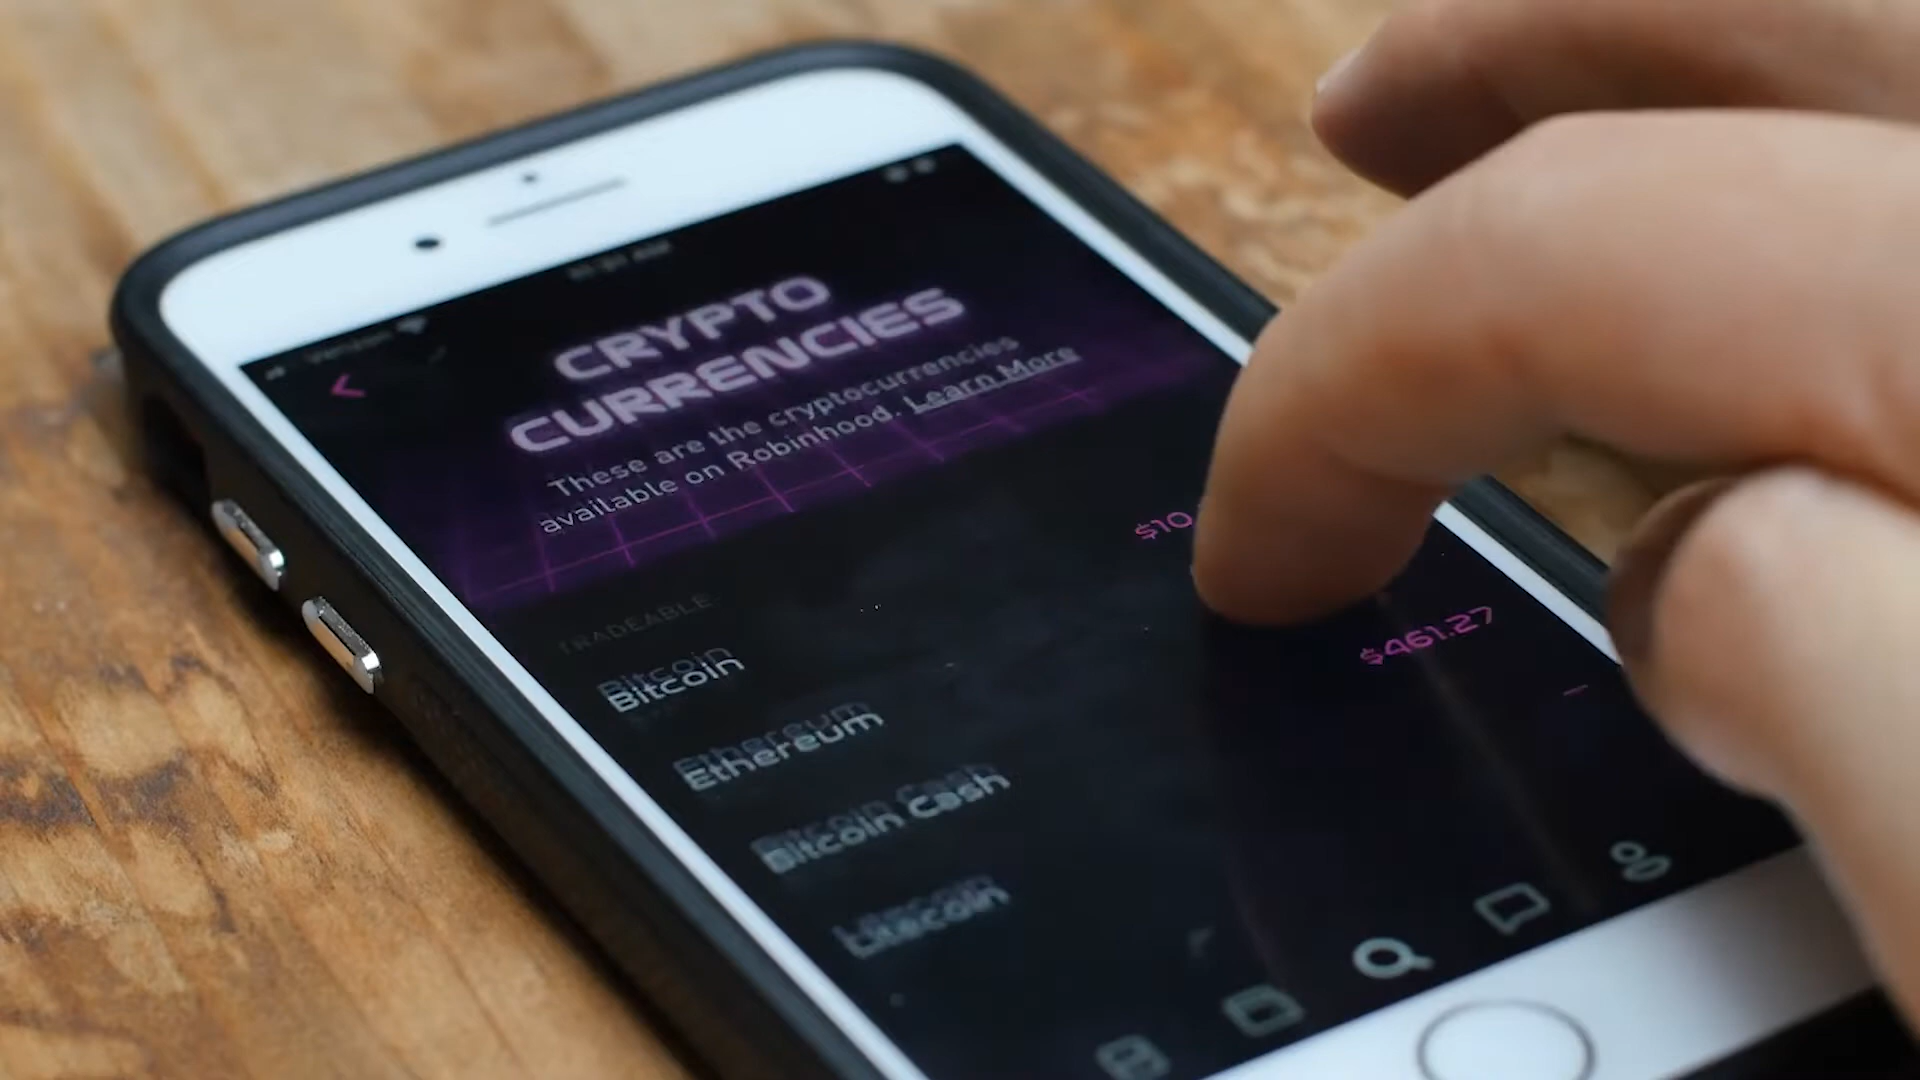 CRYPTO
CURRENCIES
These are the cryptocurrencies
available on Robinhood. Learn More
$10
TRADEABLE
Bitcoin
$461.27
Ethereum
Bitcoin Cash
Litecoin